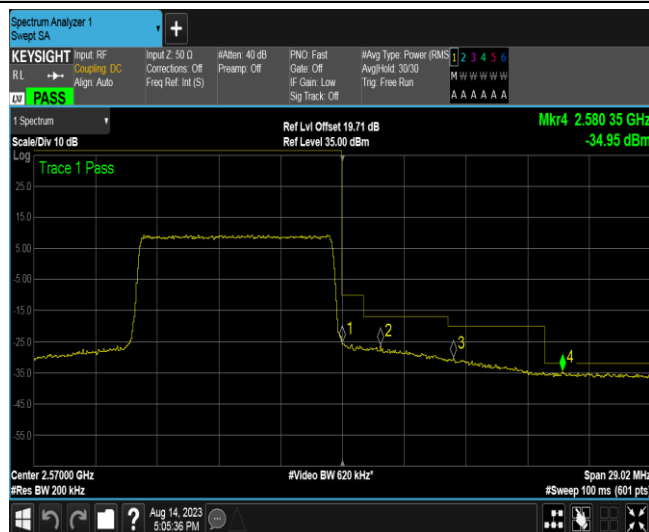 Spectrum Analyzer 1
Swept SA
+
KEYSIGHT Input: RF Input Z: 50 Ω #Atten: 40 dB PNO: Fast #Avg Type: Power (RMS 1 2 3 4 5 6
RL Coupling: DC Corrections: Off Preamp: Off Gate: Off Avg|Hold: 30/30 M W W W W W
Align: Auto Freq Ref: Int (S) IF Gain: Low Trig: Free Run
Sig Track: Off A A A A A A
LXI PASS
1 Spectrum Ref Lvl Offset 19.71 dB Mkr4 2.580 35 GHz
Scale/Div 10 dB Ref Level 35.00 dBm -34.95 dBm
Log
Trace 1 Pass
25.0
15.0
5.00
-5.00
-15.0
-25.0
-35.0
-45.0
-55.0
1
2
3
4
Center 2.57000 GHz #Video BW 620 kHz* Span 29.02 MHz
#Res BW 200 kHz #Sweep 100 ms (601 pts)
? Aug 14, 2023
5:05:36 PM